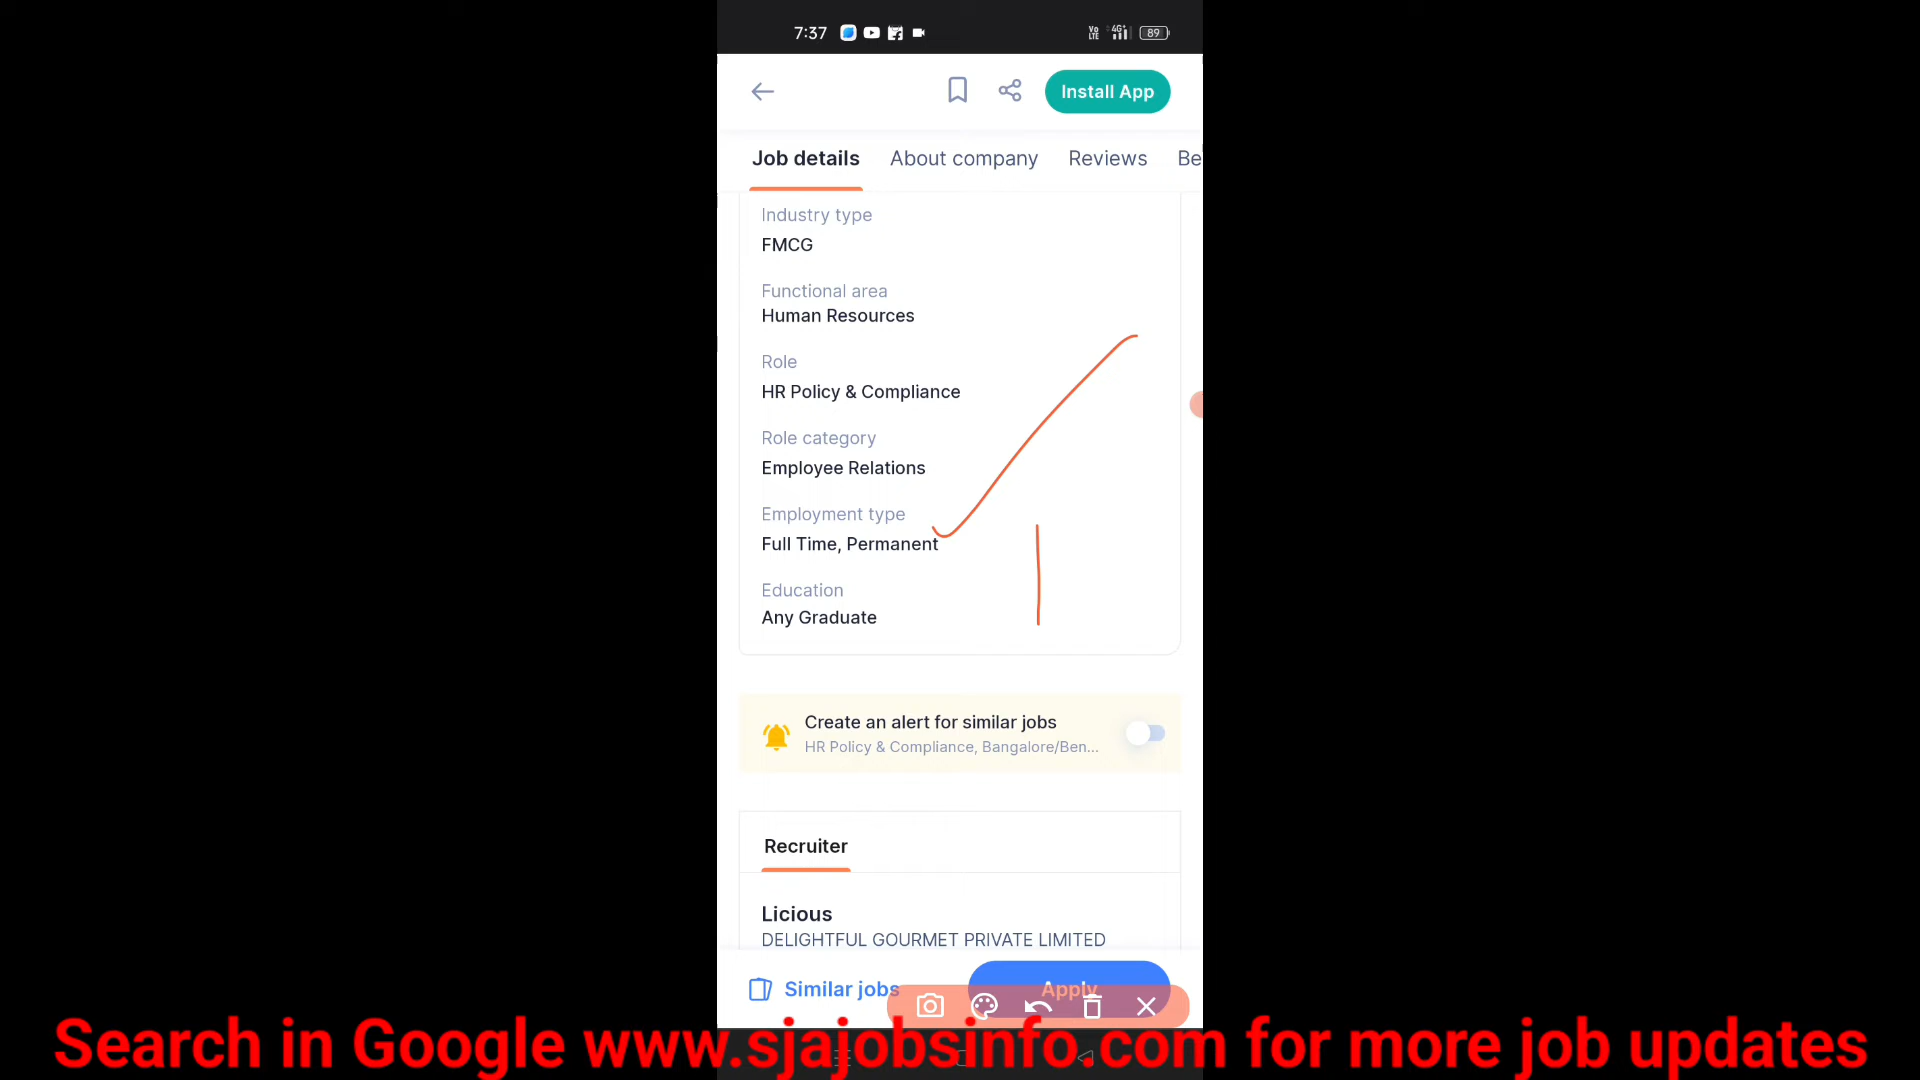 7:37
Vo LTE 4G+ 89
Install App
Job details About company Reviews Be
Industry type
FMCG
Functional area
Human Resources
Role
HR Policy & Compliance
Role category
Employee Relations
Employment type
Full Time, Permanent
Education
Any Graduate
Create an alert for similar jobs
HR Policy & Compliance, Bangalore/Ben...
Recruiter
Licious
DELIGHTFUL GOURMET PRIVATE LIMITED
Similar jobs Apply
Search in Google www.sjajobsinfo.com for more job updates